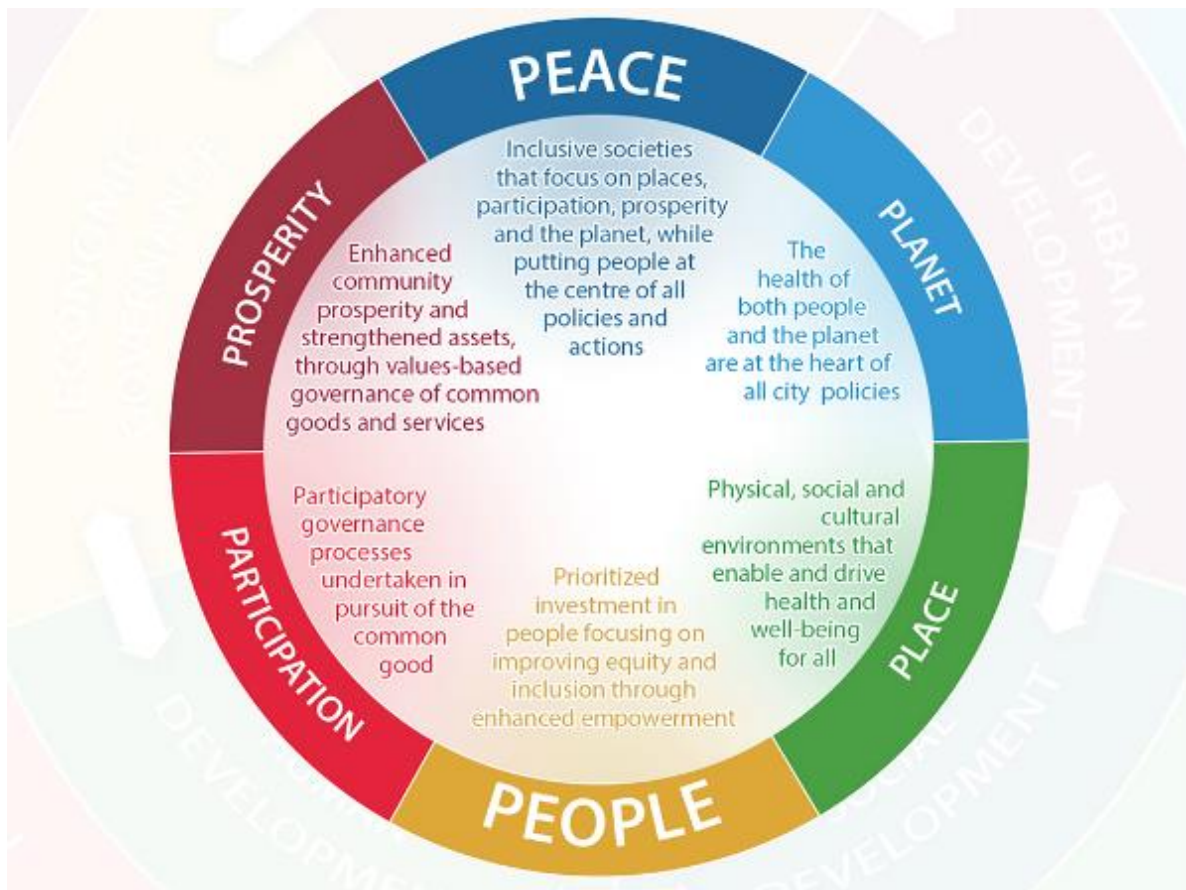 PEACE
Inclusive societies
that focus on places,
participation, prosperity
and the planet, while
putting people at
the centre of all
policies and
actions
PLANET
The
health of
both people
and the planet
are at the heart of
all city policies
PLACE
Physical, social and
cultural
environments that
enable and drive
health and
well-being
for all
PEOPLE
Prioritized
investment in
people focusing on
improving equity and
inclusion through
enhanced empowerment
PARTICIPATION
Participatory
governance
processes
undertaken in
pursuit of the
common
good
PROSPERITY
Enhanced
community
prosperity and
strengthened assets,
through values-based
governance of common
goods and services
URBAN
DEVELOPMENT
SOCIAL
DEVELOPMENT